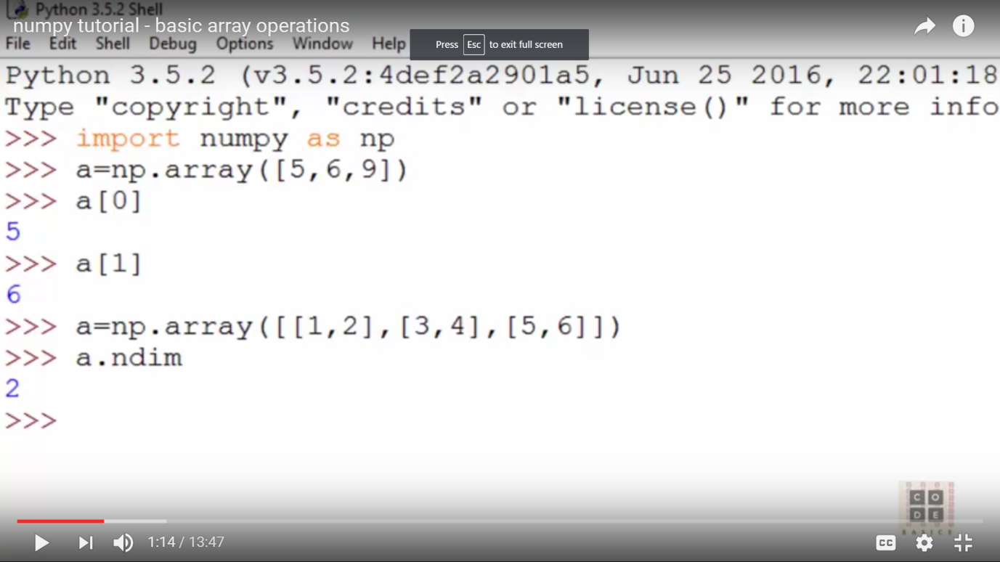 Python 3.5.2 Shell
numpy tutorial - basic array operations
File Edit Shell Debug Options Window Help
Press Esc to exit full screen
Python 3.5.2 (v3.5.2:4def2a2901a5, Jun 25 2016, 22:01:18
Type "copyright", "credits" or "license()" for more info
>>> import numpy as np
>>> a=np.array([5,6,9])
>>> a[0]
5
>>> a[1]
6
>>> a=np.array([[1,2],[3,4],[5,6]])
>>> a.ndim
2
>>>
C O
D E
BASICS
1:14 / 13:47
CC